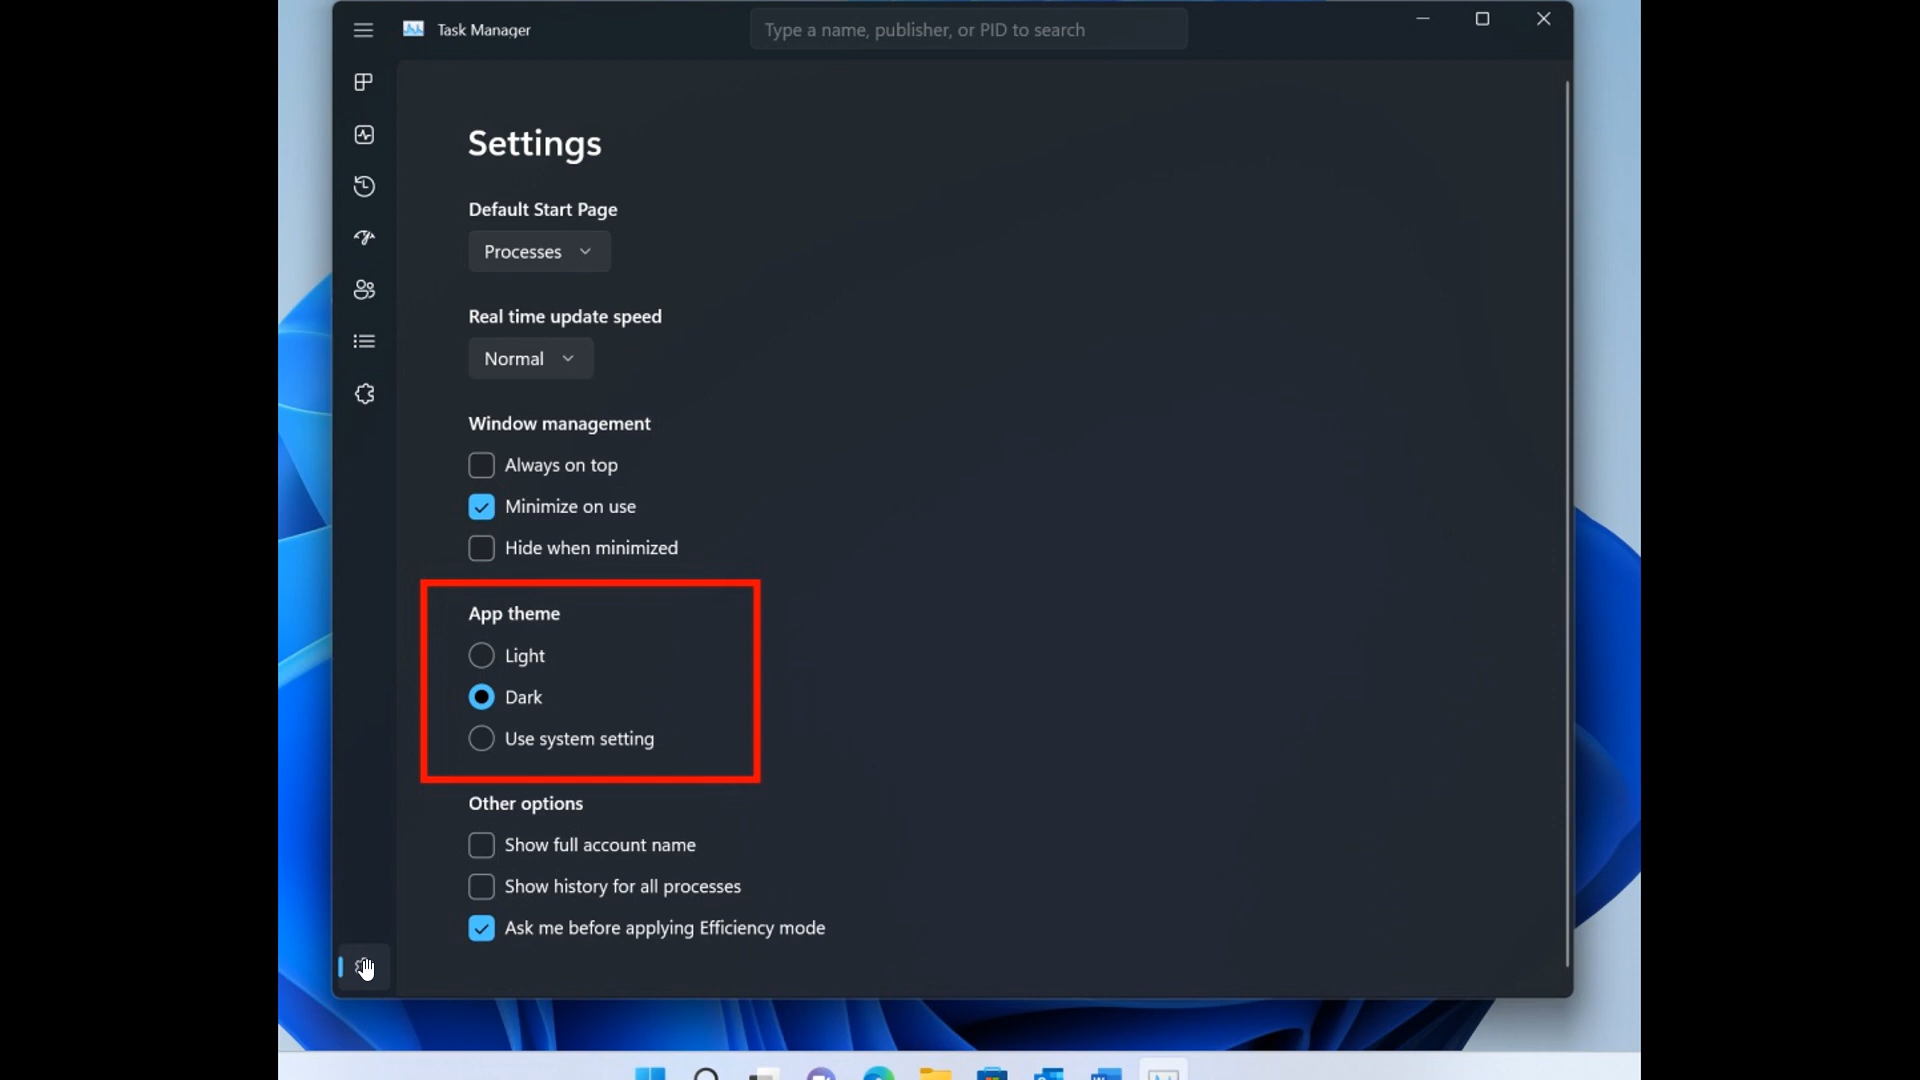 Task Manager
Type a name, publisher, or PID to search
Settings
Default Start Page
Processes
Real time update speed
Normal
Window management
Always on top
Minimize on use
Hide when minimized
App theme
Light
Dark
Use system setting
Other options
Show full account name
Show history for all processes
Ask me before applying Efficiency mode